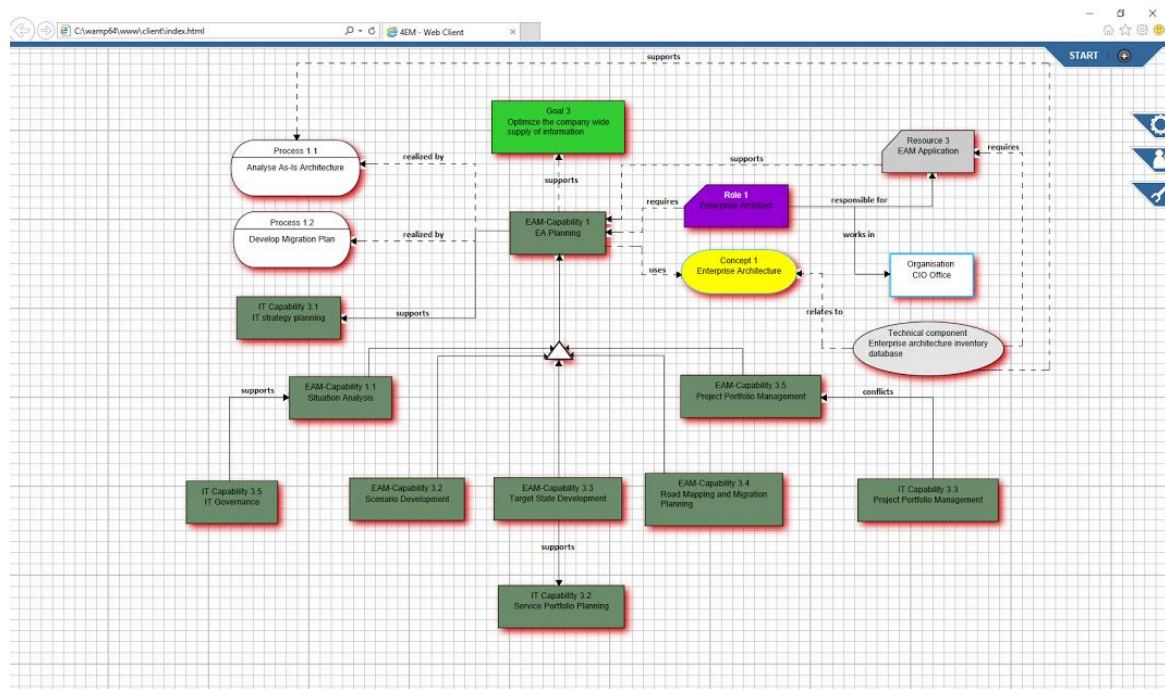 C:\wamp64\www\client\index.html
4EM - Web Client
START
supports
Goal 3
Optimize the company wide
supply of information
Process 1.1
Analyse As-Is Architecture
realized by
supports
Resource 3
EAM Application
requires
supports
Role 1
Enterprise Architect
requires
responsible for
Process 1.2
Develop Migration Plan
realized by
EAM-Capability 1
EA Planning
works in
uses
Concept 1
Enterprise Architecture
Organisation
CIO Office
IT Capability 3.1
IT strategy planning
supports
relates to
Technical component
Enterprise architecture inventory
database
EAM-Capability 1.1
Situation Analysis
supports
EAM-Capability 3.5
Project Portfolio Management
conflicts
IT Capability 3.5
IT Governance
EAM-Capability 3.2
Scenario Development
EAM-Capability 3.3
Target State Development
EAM-Capability 3.4
Road Mapping and Migration
Planning
IT Capability 3.3
Project Portfolio Management
supports
IT Capability 3.2
Service Portfolio Planning